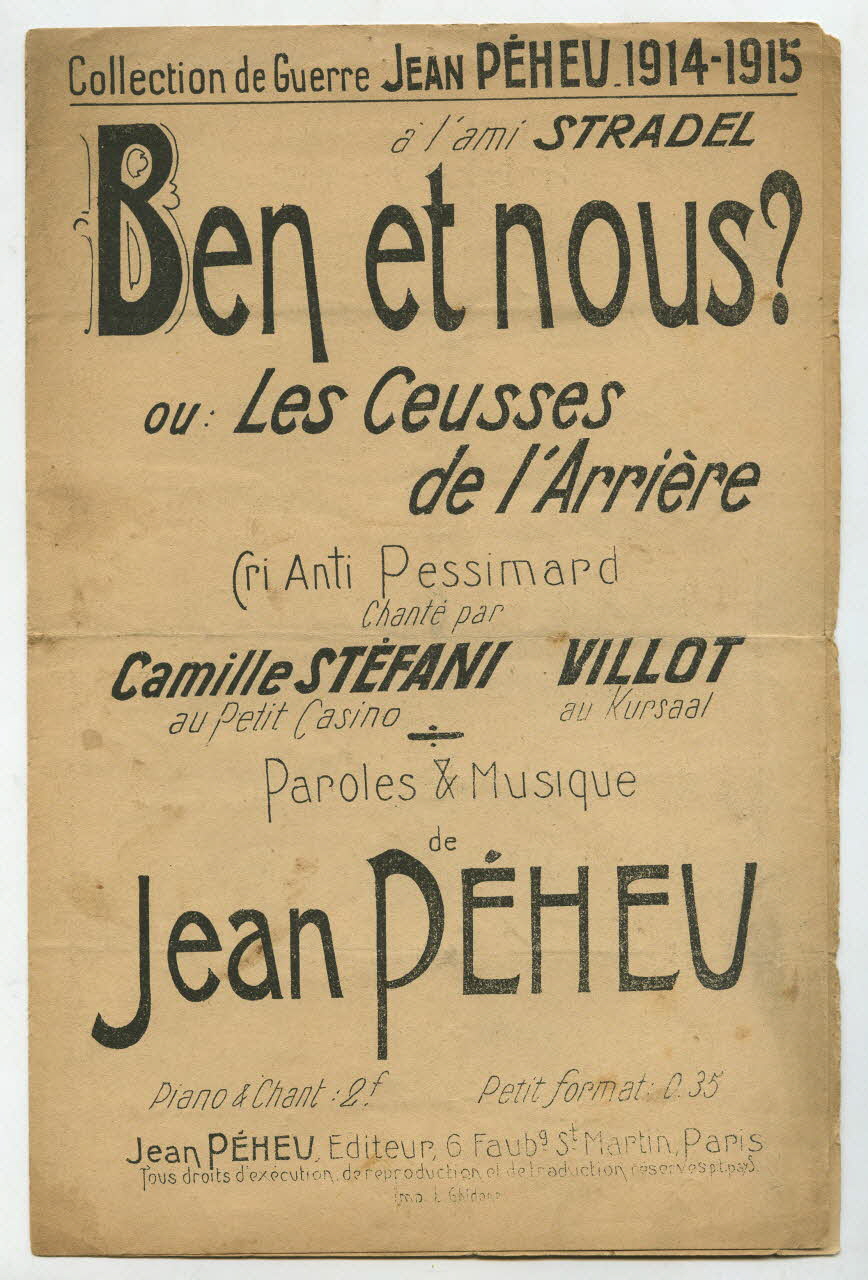 Collection de Guerre JEAN PÉHEU_1914-1915
à l'ami STRADEL
Ben et nous?
ou: Les Ceusses
de l'Arrière
Cri Anti Pessimard
Chanté par
Camille STÉFANI VILLOT
au Petit Casino au Kursaal
Paroles & Musique
de
Jean PÉHEU
Piano & Chant: 2f Petit format: 0.35
Jean PÉHEU, Editeur, 6 Faubg St Martin, Paris
Tous droits d'exécution, de reproduction et de traduction réservés pt. pays.
Imp. L